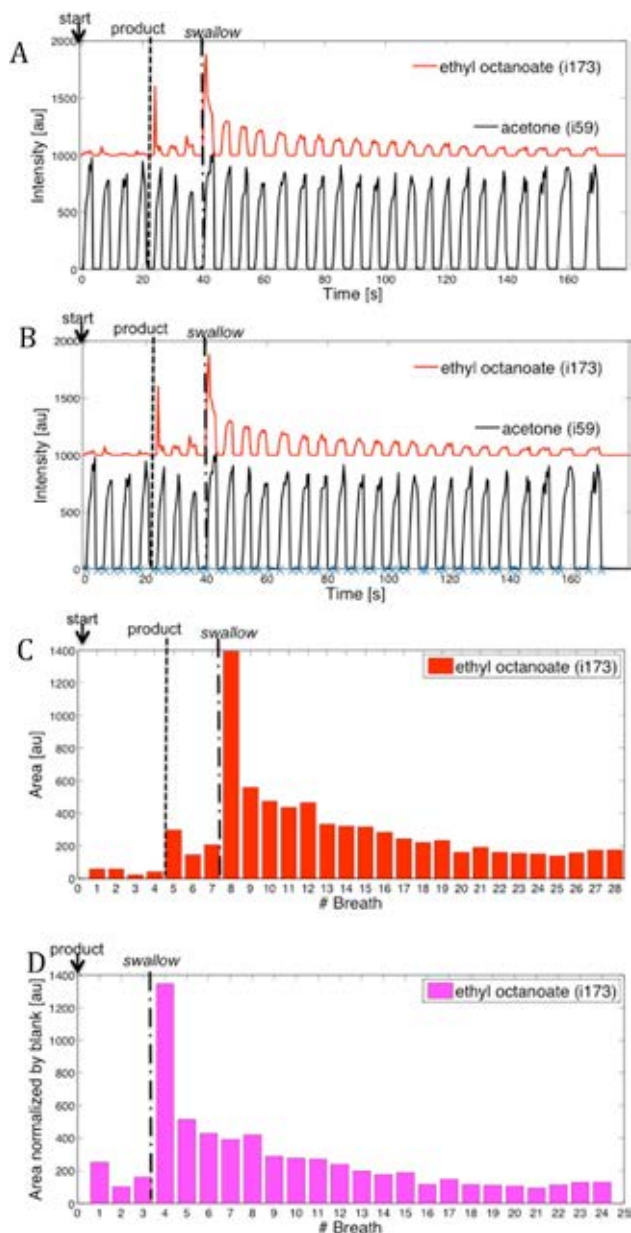 start
product
swallow
A
2000
ethyl octanoate (i173)
1500
acetone (i59)
1000
500
0
Intensity [au]
0 20 40 60 80 100 120 140 160
Time [s]
start
product
swallow
B
2000
ethyl octanoate (i173)
1500
acetone (i59)
1000
500
0
Intensity [au]
0 20 40 60 80 100 120 140 160
Time [s]
start
product
swallow
C
1400
ethyl octanoate (i173)
1200
1000
800
600
400
200
0
Area [au]
0 1 2 3 4 5 6 7 8 9 10 11 12 13 14 15 16 17 18 19 20 21 22 23 24 25 26 27 28
# Breath
product
swallow
D
1400
ethyl octanoate (i173)
1200
1000
800
600
400
200
0
Area normalized by blank [au]
0 1 2 3 4 5 6 7 8 9 10 11 12 13 14 15 16 17 18 19 20 21 22 23 24 25
# Breath